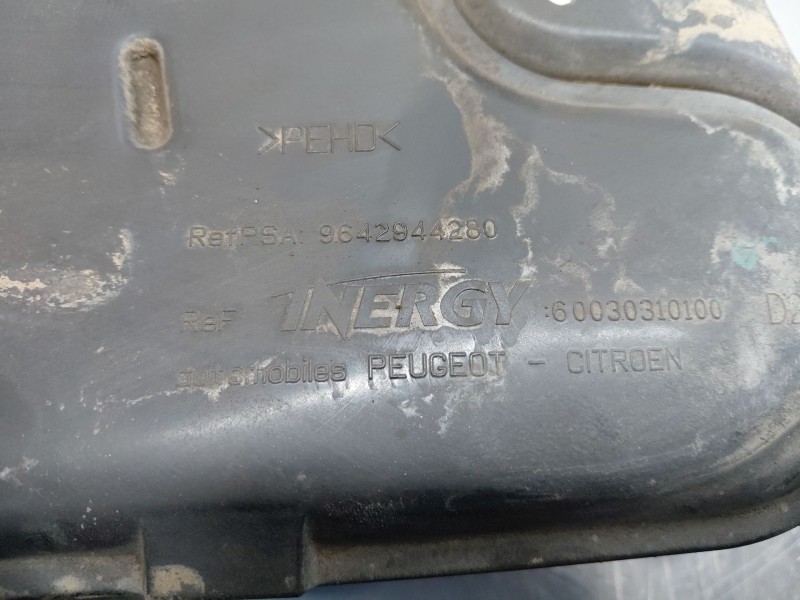 >PEHD<
Ref.PSA: 9642944280
ReF INERGY :60030310100 D2
automobiles PEUGEOT - CITROEN